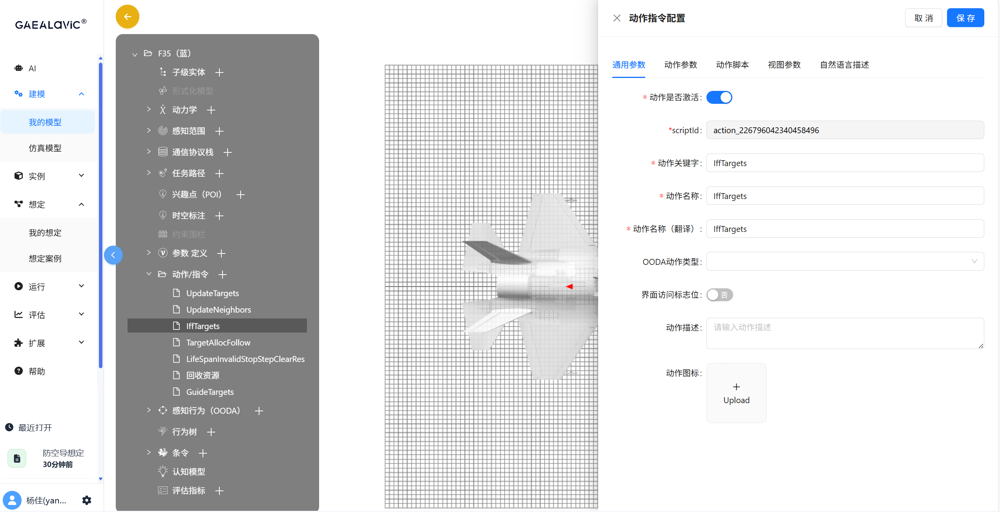 GAEALaViC®
AI
建模
我的模型
仿真模型
实例
想定
我的想定
想定案例
运行
评估
扩展
帮助
最近打开
防空导想定
30分钟前
杨佳(yan...
F35（蓝）
子级实体
形式化模型
动力学
感知范围
通信协议栈
任务路径
兴趣点（POI）
时空标注
约束围栏
参数 定义
动作/指令
UpdateTargets
UpdateNeighbors
IffTargets
TargetAllocFollow
LifeSpanInvalidStopStepClearRes
回收资源
GuideTargets
感知行为（OODA）
行为树
条令
认知模型
评估指标
动作指令配置
取 消
保 存
通用参数
动作参数
动作脚本
视图参数
自然语言描述
* 动作是否激活:
*scriptId: action_226796042340458496
* 动作关键字: IffTargets
* 动作名称: IffTargets
* 动作名称（翻译）: IffTargets
OODA动作类型:
界面访问标志位: 否
动作描述: 请输入动作描述
动作图标:
Upload